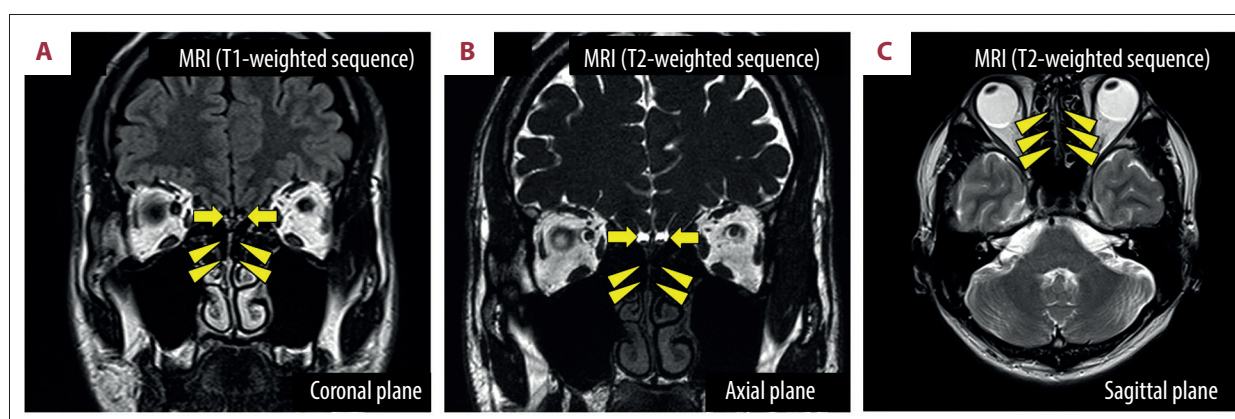 A
MRI (T1-weighted sequence)
Coronal plane
B
MRI (T2-weighted sequence)
Axial plane
C
MRI (T2-weighted sequence)
Sagittal plane